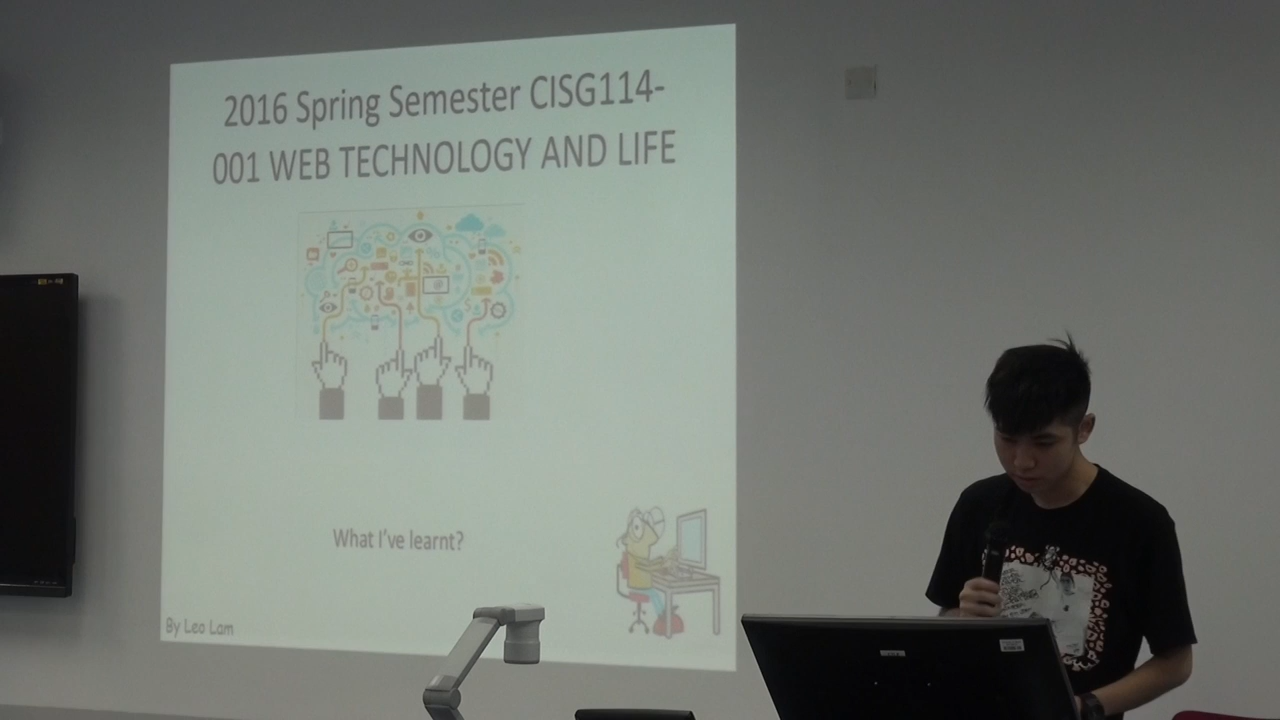 2016 Spring Semester CISG114-
001 WEB TECHNOLOGY AND LIFE
What I've learnt?
By Leo Lam